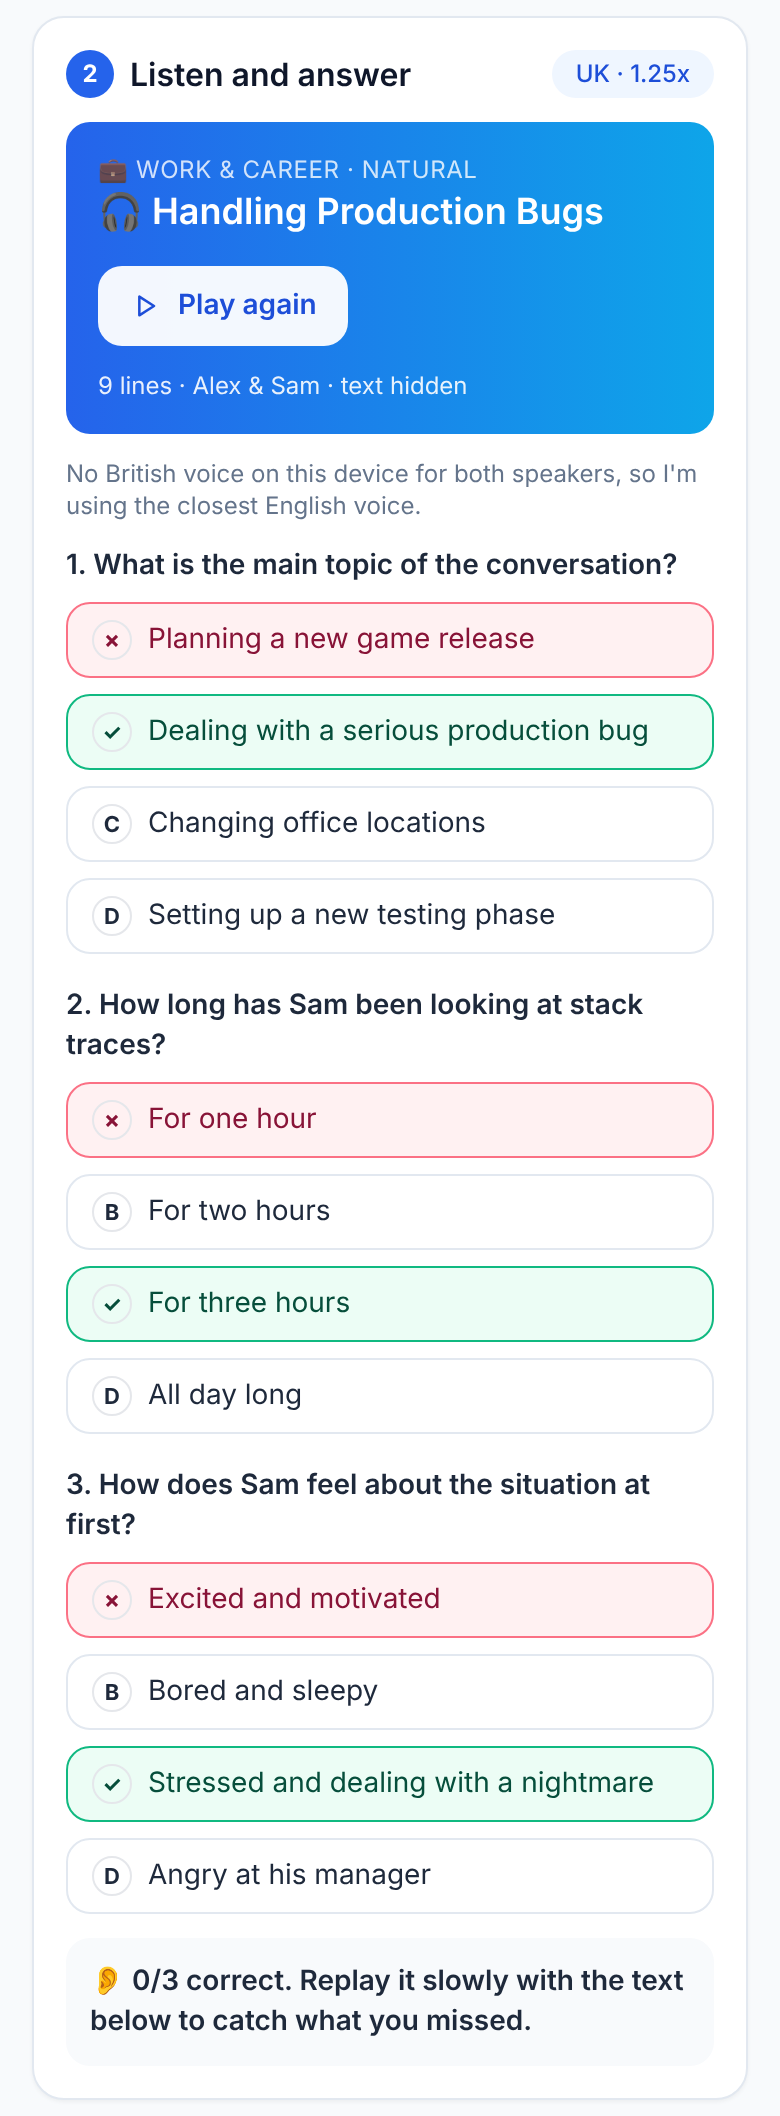 2 Listen and answer UK · 1.25x
💼 WORK & CAREER · NATURAL
🎧 Handling Production Bugs
Play again
9 lines · Alex & Sam · text hidden
No British voice on this device for both speakers, so I'm
using the closest English voice.
1. What is the main topic of the conversation?
× Planning a new game release
✓ Dealing with a serious production bug
C Changing office locations
D Setting up a new testing phase
2. How long has Sam been looking at stack
traces?
× For one hour
B For two hours
✓ For three hours
D All day long
3. How does Sam feel about the situation at
first?
× Excited and motivated
B Bored and sleepy
✓ Stressed and dealing with a nightmare
D Angry at his manager
👂 0/3 correct. Replay it slowly with the text
below to catch what you missed.